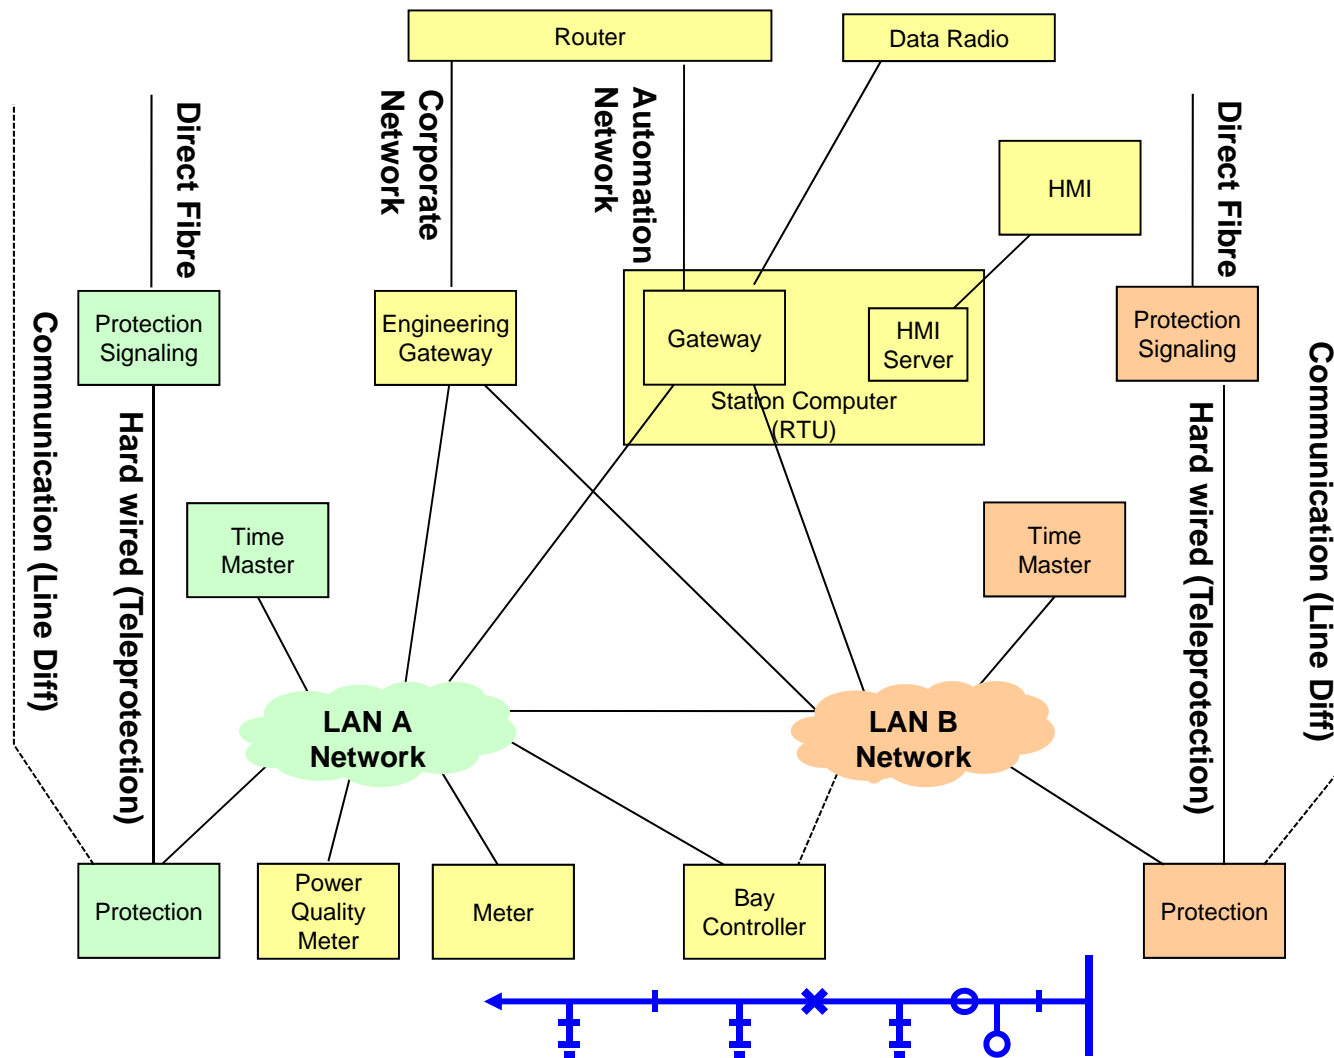 Router
Data Radio
Corporate
Network
Automation
Network
Direct Fibre
Direct Fibre
HMI
Protection
Signaling
Engineering
Gateway
Gateway
HMI
Server
Station Computer
(RTU)
Protection
Signaling
Communication (Line Diff)
Hard wired (Teleprotection)
Hard wired (Teleprotection)
Communication (Line Diff)
Time
Master
Time
Master
LAN A
Network
LAN B
Network
Protection
Power
Quality
Meter
Meter
Bay
Controller
Protection